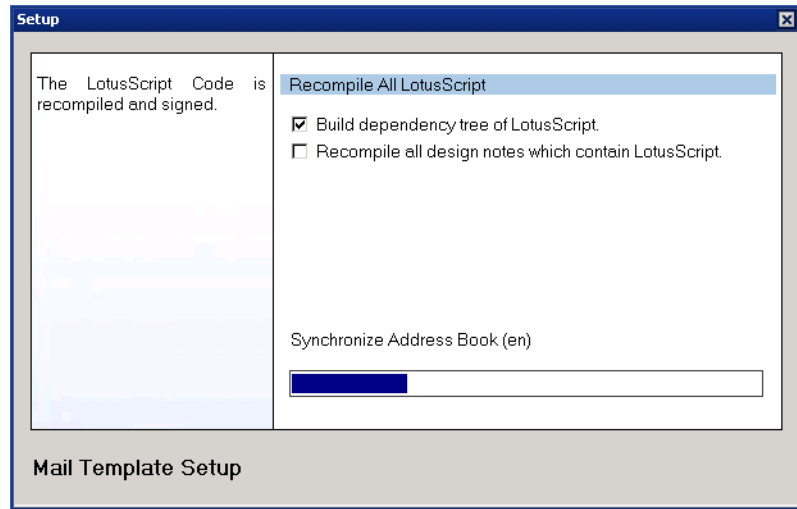 Setup
The LotusScript Code is
recompiled and signed.
Recompile All LotusScript
Build dependency tree of LotusScript.
Recompile all design notes which contain LotusScript.
Synchronize Address Book (en)
Mail Template Setup